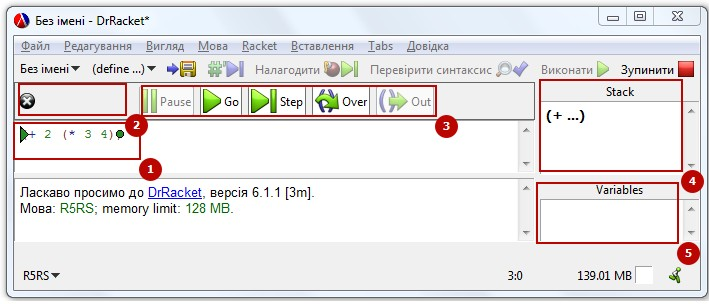 Без імені - DrRacket*
Файл Редагування Вигляд Мова Racket Вставлення Tabs Довідка
Без імені (define ...) Налагодити Перевірити синтаксис Виконати Зупинити
Pause Go Step Over Out
2
3
+ 2 (* 3 4)
1
Stack
(+ ...)
4
Ласкаво просимо до DrRacket, версія 6.1.1 [3m].
Мова: R5RS; memory limit: 128 MB.
Variables
5
R5RS 3:0 139.01 MB